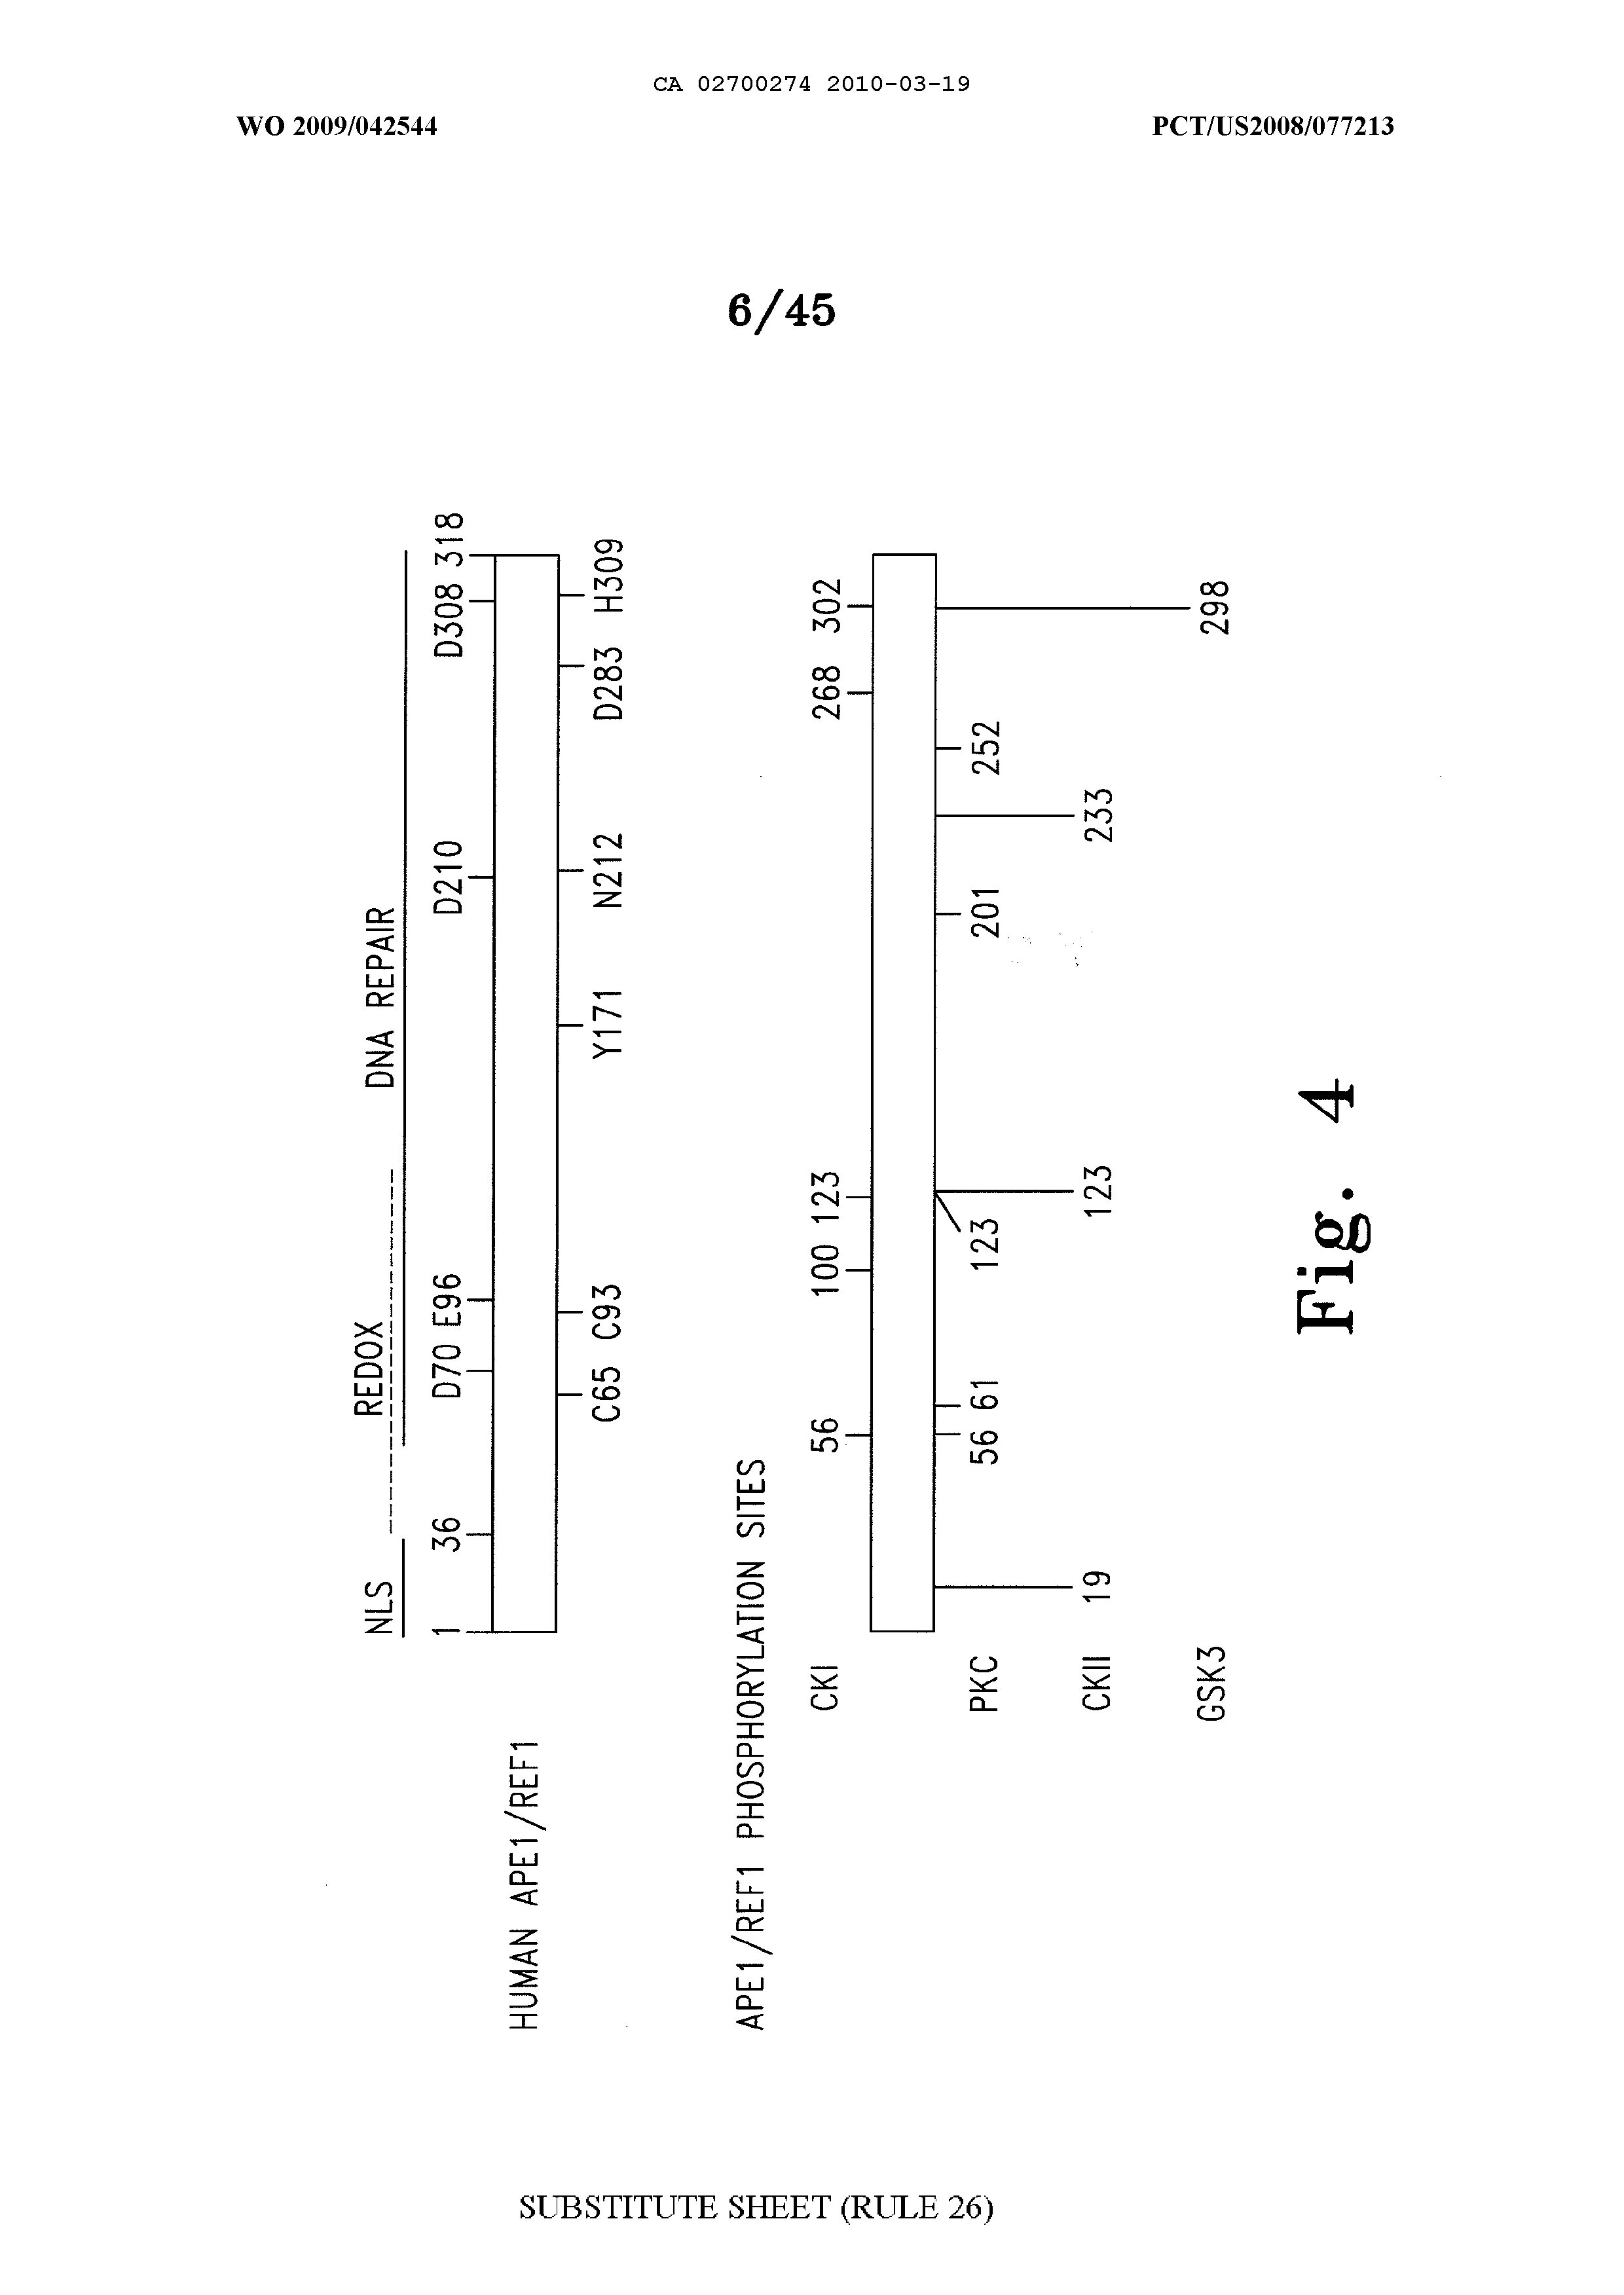 CA 02700274 2010-03-19
WO 2009/042544
PCT/US2008/077213
6/45
NLS
REDOX
DNA REPAIR
1
36
D70 E96
D210
D308 318
HUMAN APE1/REF1
C65 C93
Y171
N212
D283 H309
APE1/REF1 PHOSPHORYLATION SITES
CKI
56
100 123
268 302
PKC
56 61
123
201
252
CKII
19
123
233
GSK3
298
Fig. 4
SUBSTITUTE SHEET (RULE 26)